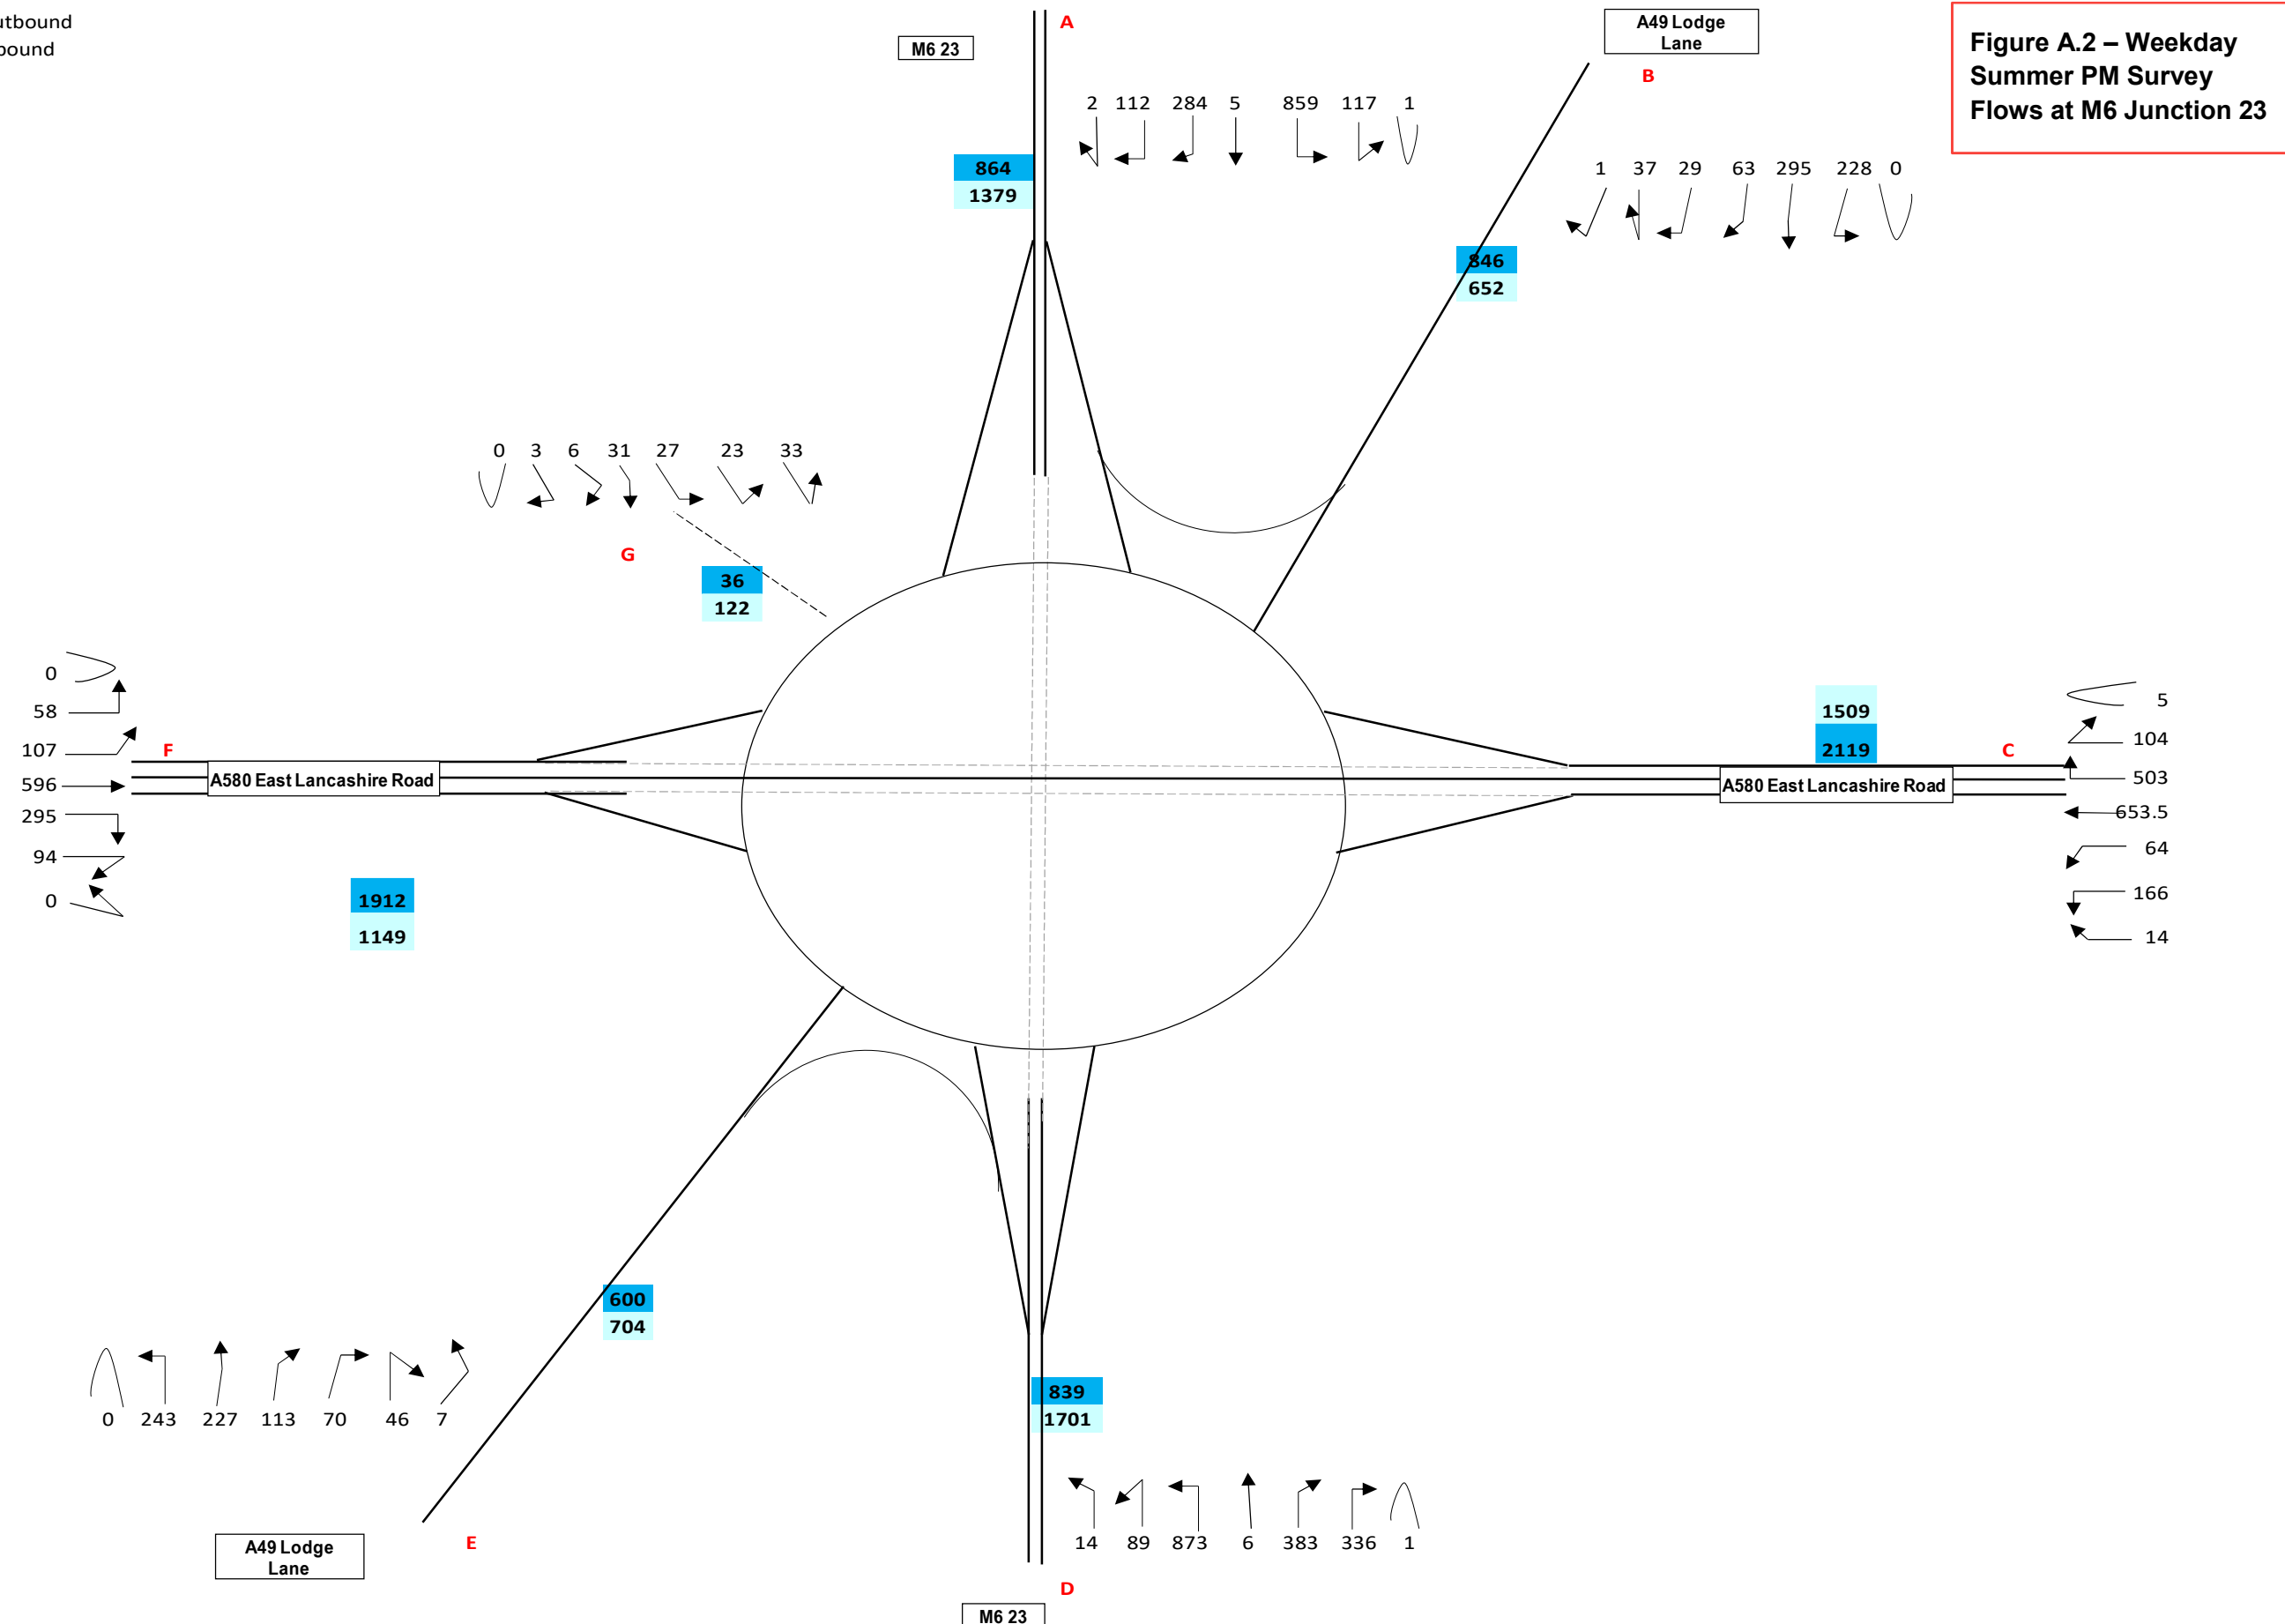 A
M6 23
A49 Lodge
Lane
B
Figure A.2 – Weekday
Summer PM Survey
Flows at M6 Junction 23
2 112 284 5 859 117 1
864
1379
1 37 29 63 295 228 0
846
652
0 3 6 31 27 23 33
G
36
122
0
58
107
F
596
A580 East Lancashire Road
295
94
0
1912
1149
1509
2119
C
A580 East Lancashire Road
5
104
503
653.5
64
166
14
600
704
0 243 227 113 70 46 7
839
1701
14 89 873 6 383 336 1
A49 Lodge
Lane
E
D
M6 23